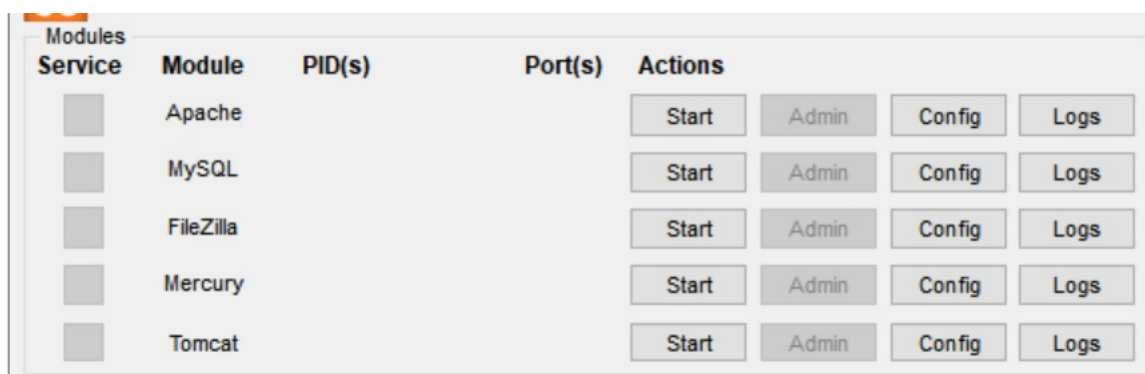 Modules
Service Module PID(s) Port(s) Actions
Apache Start Admin Config Logs
MySQL Start Admin Config Logs
FileZilla Start Admin Config Logs
Mercury Start Admin Config Logs
Tomcat Start Admin Config Logs